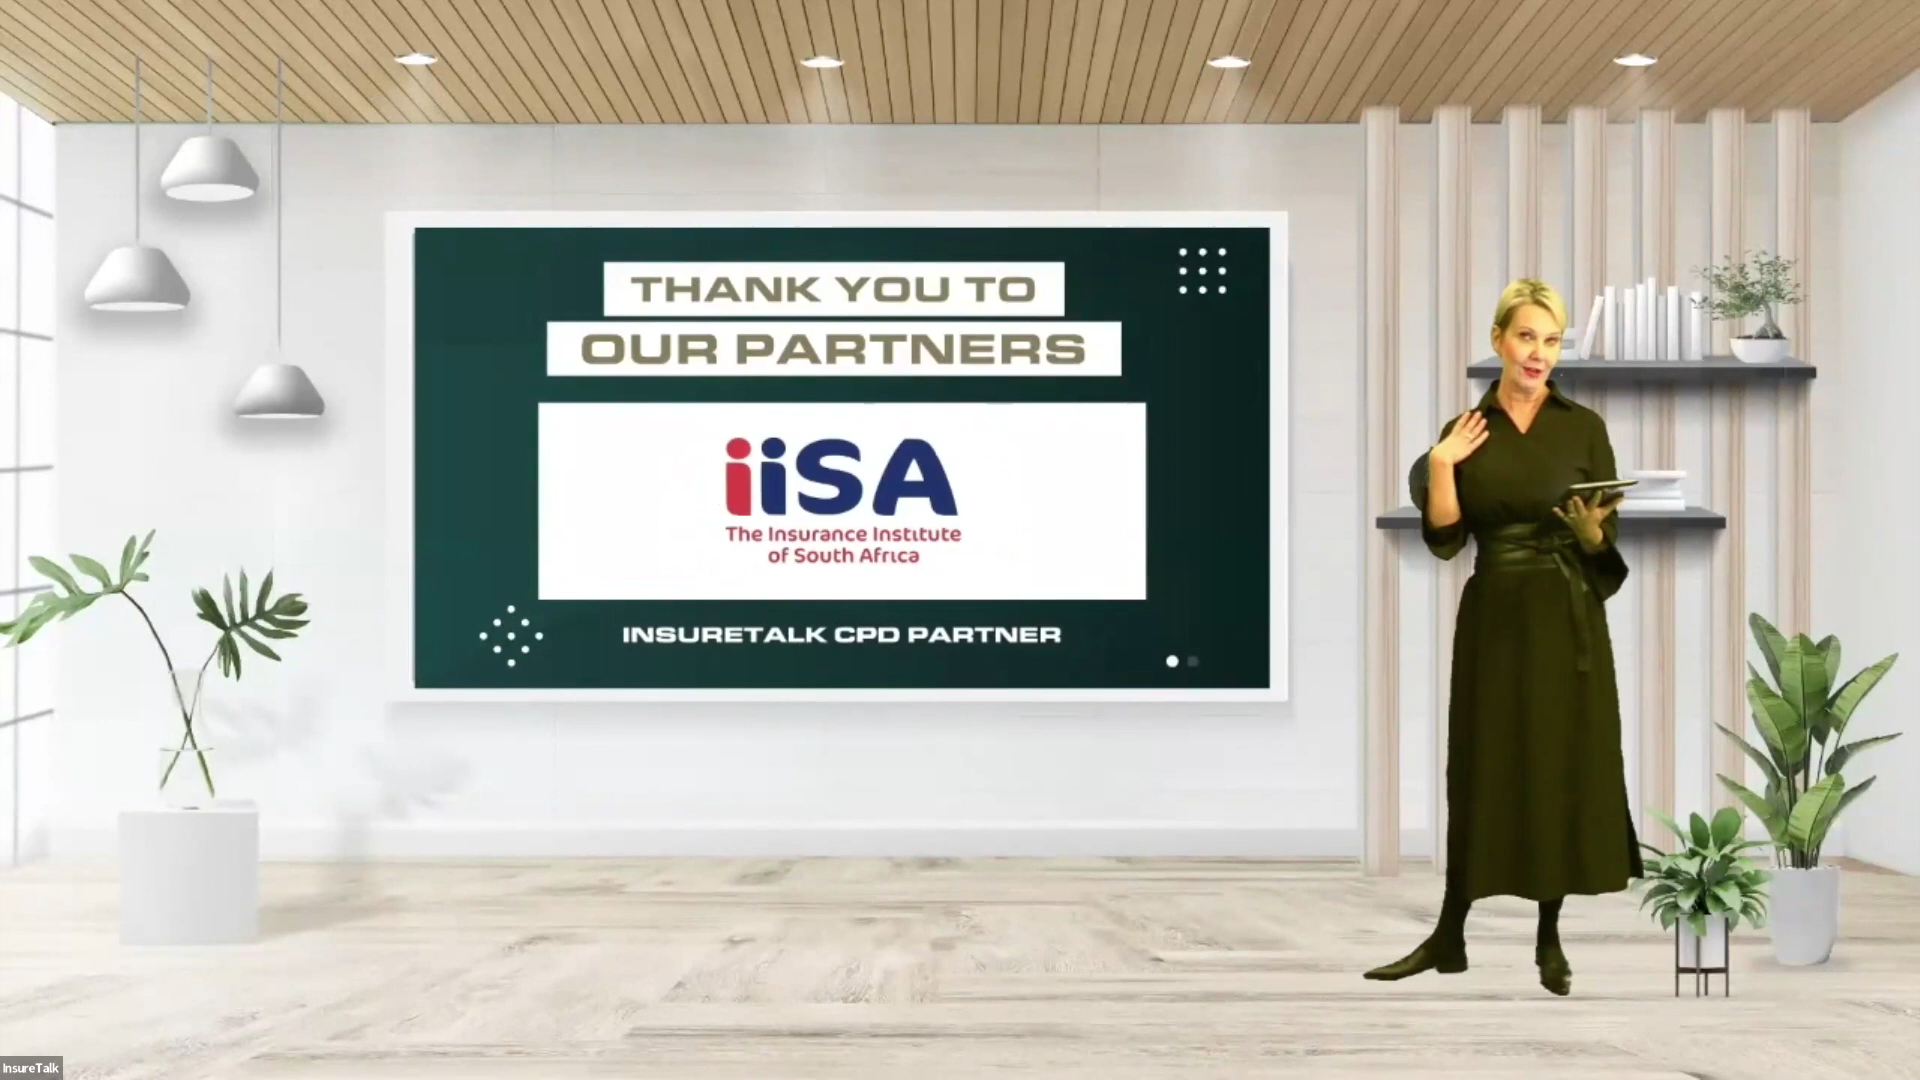 THANK YOU TO
OUR PARTNERS
iiSA
The Insurance Institute
of South Africa
INSURETALK CPD PARTNER
InsureTalk